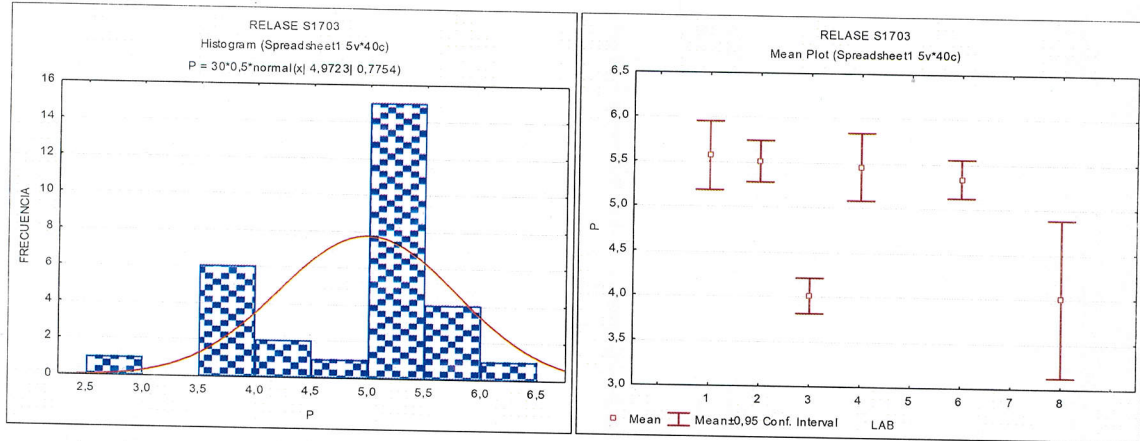 RELASE S1703
Histogram (Spreadsheet1 5v*40c)
P = 30*0,5*normal(x| 4,9723| 0,7754)
16
14
12
10
8
6
4
2
0
FRECUENCIA
2,5 3,0 3,5 4,0 4,5 5,0 5,5 6,0 6,5
P
RELASE S1703
Mean Plot (Spreadsheet1 5v*40c)
6,5
6,0
5,5
5,0
4,5
4,0
3,5
3,0
P
1 2 3 4 6 8
LAB
Mean Mean±0,95 Conf. Interval